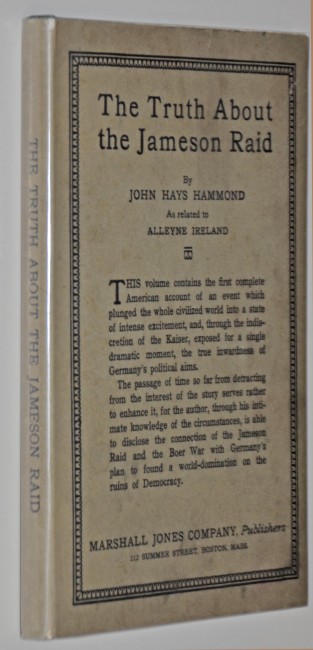 THE TRUTH ABOUT THE JAMESON RAID
The Truth About
the Jameson Raid
By
JOHN HAYS HAMMOND
As related to
ALLEYNE IRELAND
THIS volume contains the first complete
American account of an event which
plunged the whole civilized world into a state
of intense excitement, and, through the indis-
cretion of the Kaiser, exposed for a single
dramatic moment, the true inwardness of
Germany's political aims.
The passage of time so far from detracting
from the interest of the story serves rather
to enhance it, for the author, through his inti-
mate knowledge of the circumstances, is able
to disclose the connection of the Jameson
Raid and the Boer War with Germany's
plan to found a world-domination on the
ruins of Democracy.
MARSHALL JONES COMPANY, Publishers
212 SUMMER STREET, BOSTON, MASS.